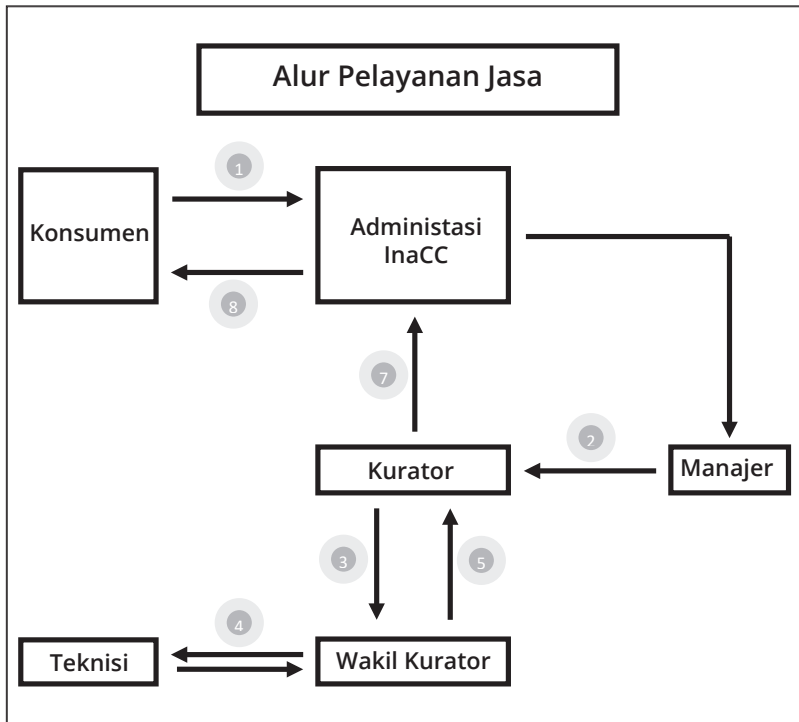 Alur Pelayanan Jasa
1
Konsumen
Administasi
InaCC
8
7
2
Kurator
Manajer
3
5
4
Teknisi
Wakil Kurator